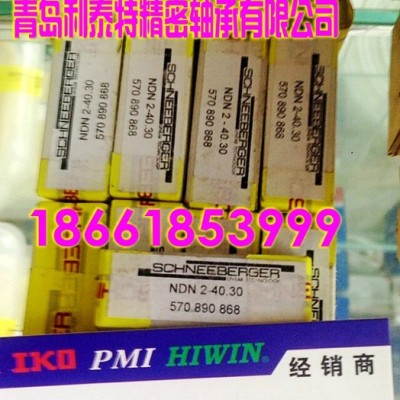 青岛利泰特精密轴承有限公司
SCHNEEBERGER
NDN 2-40.30
570 890 868
SCHNEEBERGER
NDN 2-40.30
570 890 868
SCHNEEBERGER
NDN 2-40.30
570 890 868
SCHNEEBERGER
NDN 2-40.30
570 890 868
18661853999
SCHNEEBERGER
NDN 2-40.30
570 890 868
IKO PMI HIWIN® 经销商